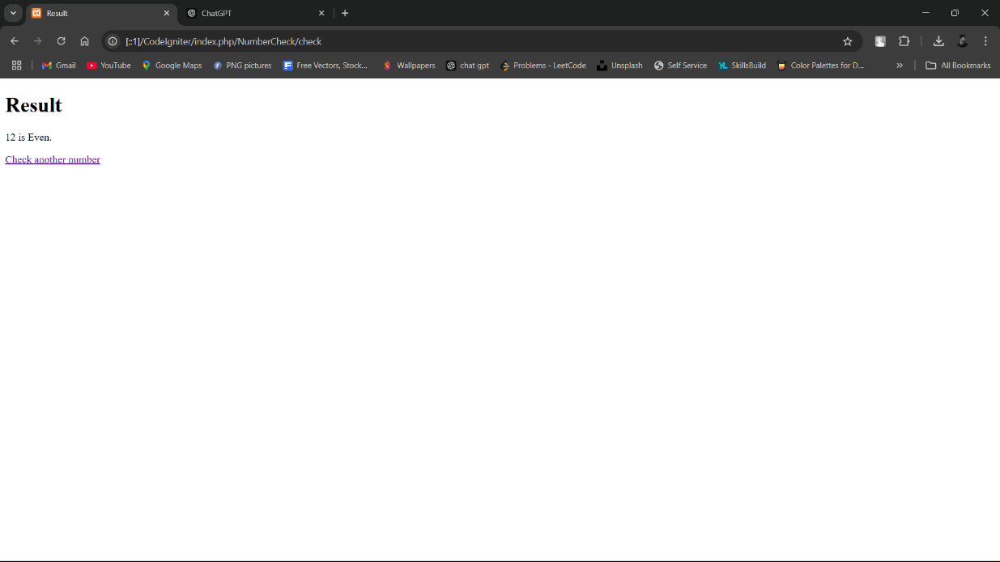 Result
ChatGPT
[::1]/CodeIgniter/index.php/NumberCheck/check
Gmail
YouTube
Google Maps
PNG pictures
Free Vectors, Stock...
Wallpapers
chat gpt
Problems - LeetCode
Unsplash
Self Service
SkillsBuild
Color Palettes for D...
All Bookmarks
Result
12 is Even.
Check another number